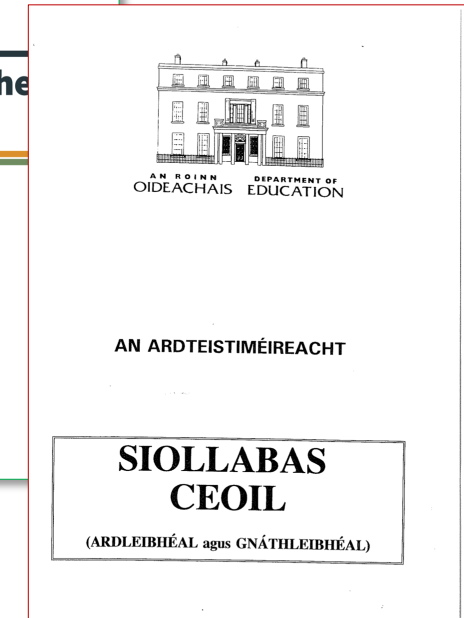 he
AN ROINN DEPARTMENT OF
OIDEACHAIS EDUCATION
AN ARDTEISTIMÉIREACHT
SIOLLABAS
CEOIL
(ARDLEIBHÉAL agus GNÁTHLEIBHÉAL)